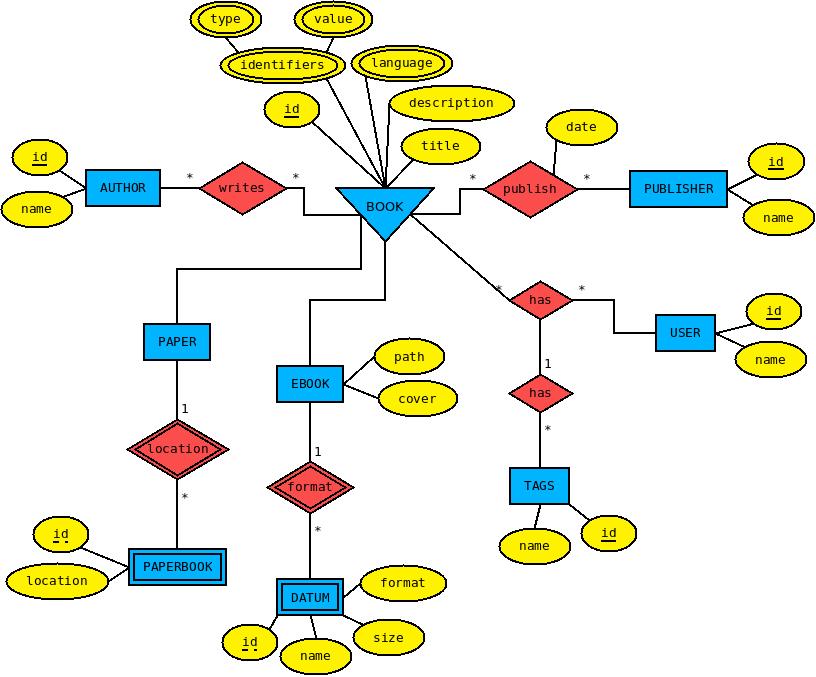 type
value
identifiers
language
id
description
title
date
id
name
AUTHOR
*
writes
*
BOOK
*
publish
*
PUBLISHER
id
name
*
has
*
USER
id
name
PAPER
EBOOK
path
cover
1
has
*
TAGS
name
id
1
location
*
id
location
PAPERBOOK
1
format
*
DATUM
format
size
id
name